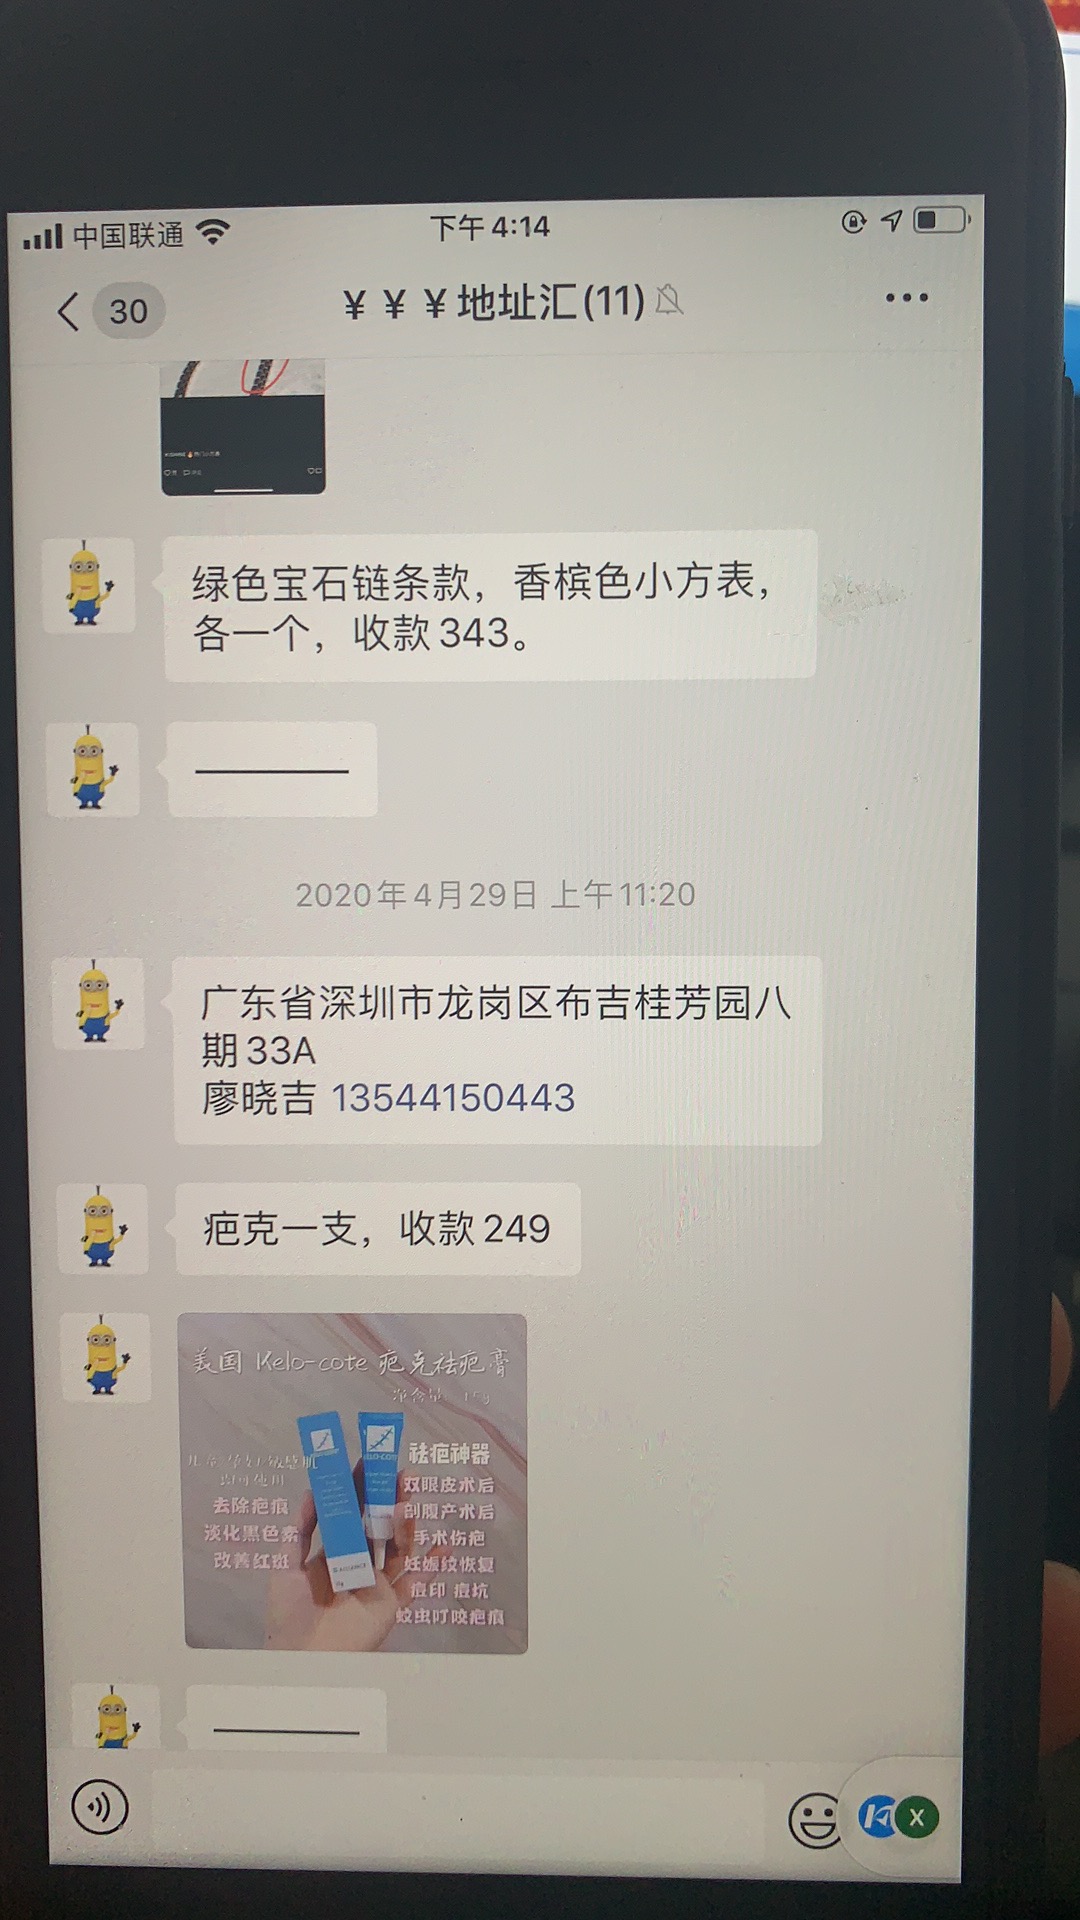 中国联通
下午4:14
30
¥ ¥ ¥地址汇(11)
绿色宝石链条款，香槟色小方表，
各一个，收款343。
2020年4月29日 上午11:20
广东省深圳市龙岗区布吉桂芳园八
期33A
廖晓吉 13544150443
疤克一支，收款249
美国 Kelo-cote 疤克祛疤膏
净含量 15g
儿童 孕妇 敏感肌
均可使用
去除疤痕
淡化黑色素
改善红斑
祛疤神器
双眼皮术后
剖腹产术后
手术伤疤
妊娠纹恢复
痘印 痘坑
蚊虫叮咬疤痕
X